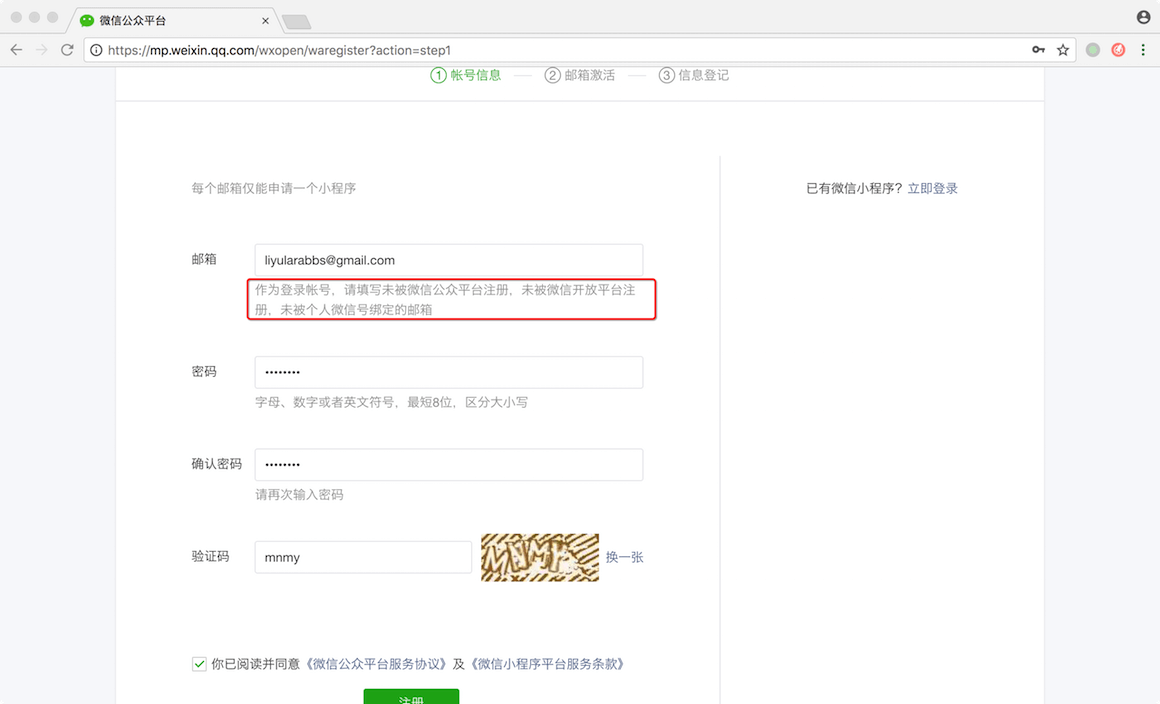 微信公众平台
https://mp.weixin.qq.com/wxopen/waregister?action=step1
1 帐号信息 2 邮箱激活 3 信息登记
每个邮箱仅能申请一个小程序
已有微信小程序？立即登录
邮箱 liyularabbs@gmail.com
作为登录帐号，请填写未被微信公众平台注册，未被微信开放平台注
册，未被个人微信号绑定的邮箱
密码 ••••••••
字母、数字或者英文符号，最短8位，区分大小写
确认密码 ••••••••
请再次输入密码
验证码 mnmy MNMY 换一张
你已阅读并同意《微信公众平台服务协议》及《微信小程序平台服务条款》
注册